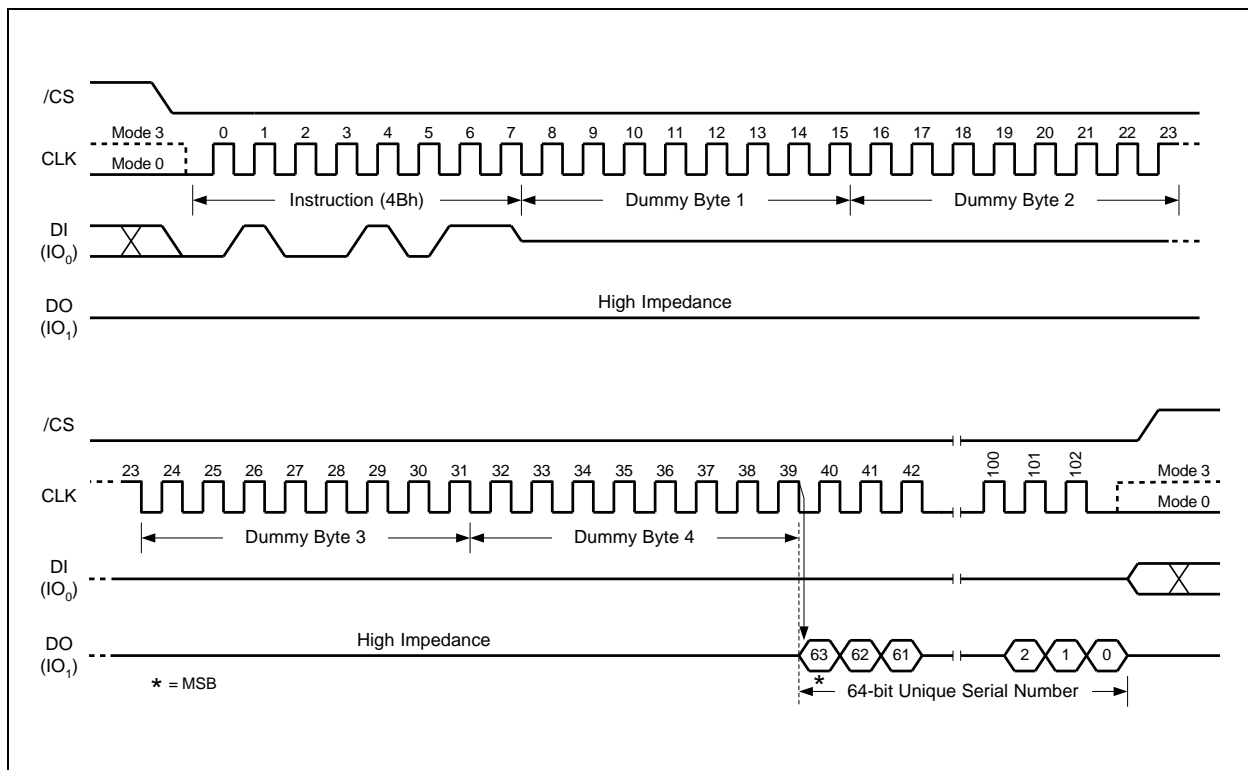 /CS
Mode 3
0 1 2 3 4 5 6 7 8 9 10 11 12 13 14 15 16 17 18 19 20 21 22 23
CLK
Mode 0
Instruction (4Bh) Dummy Byte 1 Dummy Byte 2
DI
(IO0)
High Impedance
DO
(IO1)
/CS
23 24 25 26 27 28 29 30 31 32 33 34 35 36 37 38 39 40 41 42 100 101 102
Mode 3
CLK
Mode 0
Dummy Byte 3 Dummy Byte 4
DI
(IO0)
High Impedance
DO
(IO1)
63 62 61 2 1 0
* = MSB
*
64-bit Unique Serial Number